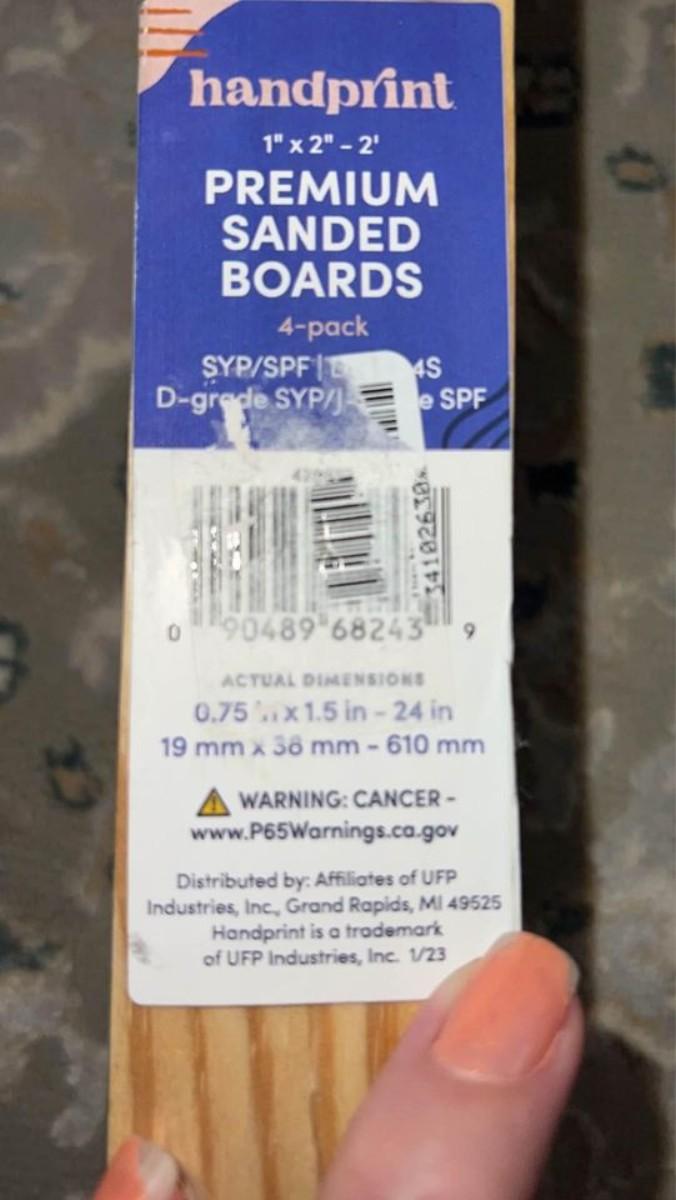 handprint
1" x 2" – 2'
PREMIUM
SANDED
BOARDS
4-pack
SYP/SPF | 4S
D-grade SYP/J e SPF
341026308
0 90489 68243 9
ACTUAL DIMENSIONS
0.75 x 1.5 in – 24 in
19 mm x 38 mm – 610 mm
WARNING: CANCER –
www.P65Warnings.ca.gov
Distributed by: Affiliates of UFP
Industries, Inc., Grand Rapids, MI 49525
Handprint is a trademark
of UFP Industries, Inc. 1/23